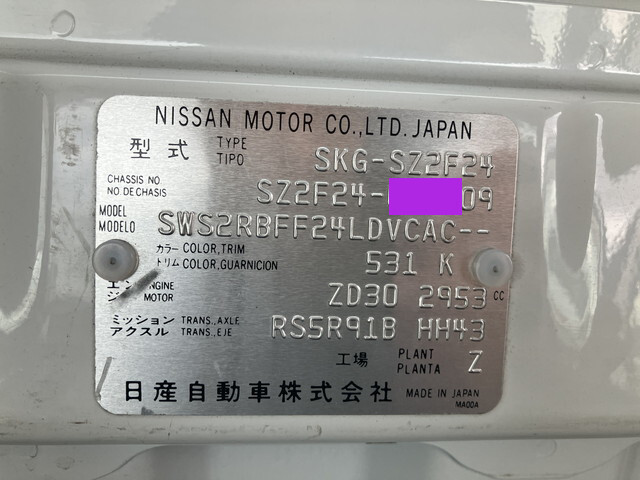 NISSAN MOTOR CO.,LTD. JAPAN
型式 TYPE TIPO SKG-SZ2F24
CHASSIS NO NO DE CHASIS SZ2F24- 09
MODEL MODELO SWS2RBFF24LDVCAC--
カラー COLOR,TRIM
トリム COLOR,GUARNICION 531 K
エンジン ENGINE MOTOR ZD30 2953 CC
ミッション TRANS.,AXLE
アクスル TRANS.,EJE RS5R91B HH43
工場 PLANT PLANTA Z
日産自動車株式会社 MADE IN JAPAN
MA00A